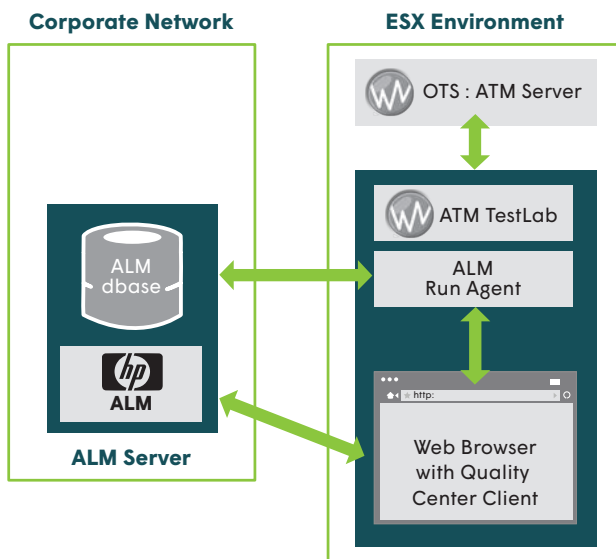 Corporate Network
ESX Environment
OTS : ATM Server
ATM TestLab
ALM
dbase
ALM
Run Agent
hp
ALM
http:
Web Browser
with Quality
Center Client
ALM Server